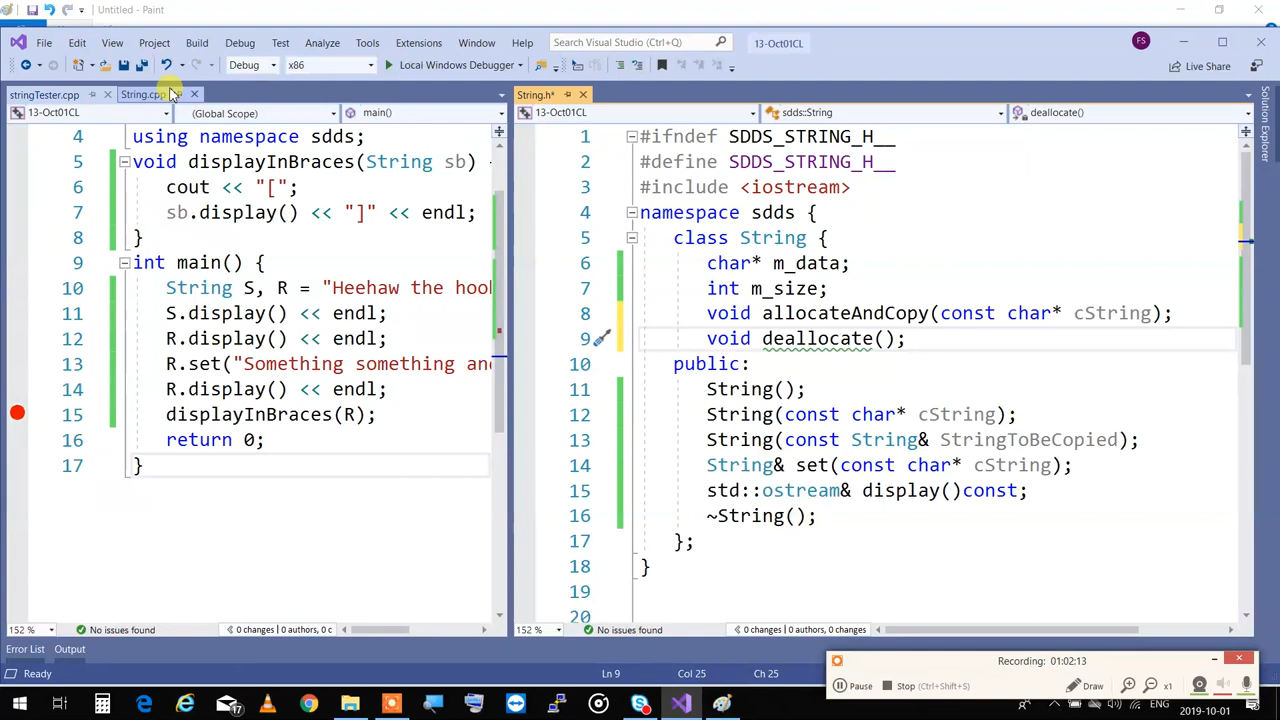 Untitled - Paint
File Edit View Project Build Debug Test Analyze Tools Extensions Window Help Search Visual Studio (Ctrl+Q) 13-Oct01CL FS
Debug x86 Local Windows Debugger Live Share
stringTester.cpp String.cpp
13-Oct01CL (Global Scope) main()
4 using namespace sdds;
5 void displayInBraces(String sb)
6 cout << "[";
7 sb.display() << "]" << endl;
8 }
9 int main() {
10 String S, R = "Heehaw the hook
11 S.display() << endl;
12 R.display() << endl;
13 R.set("Something something and
14 R.display() << endl;
15 displayInBraces(R);
16 return 0;
17 }
152 % No issues found 0 changes | 0 authors, 0 c
String.h*
13-Oct01CL sdds::String deallocate()
1 #ifndef SDDS_STRING_H__
2 #define SDDS_STRING_H__
3 #include <iostream>
4 namespace sdds {
5 class String {
6 char* m_data;
7 int m_size;
8 void allocateAndCopy(const char* cString);
9 void deallocate();
10 public:
11 String();
12 String(const char* cString);
13 String(const String& StringToBeCopied);
14 String& set(const char* cString);
15 std::ostream& display()const;
16 ~String();
17 };
18 }
19
20
152 % No issues found 0 changes | 0 authors, 0 changes
Solution Explorer
Error List Output
Ready Ln 9 Col 25 Ch 25
Recording: 01:02:13
Pause Stop (Ctrl+Shift+S) Draw x1
17 ENG 2019-10-01